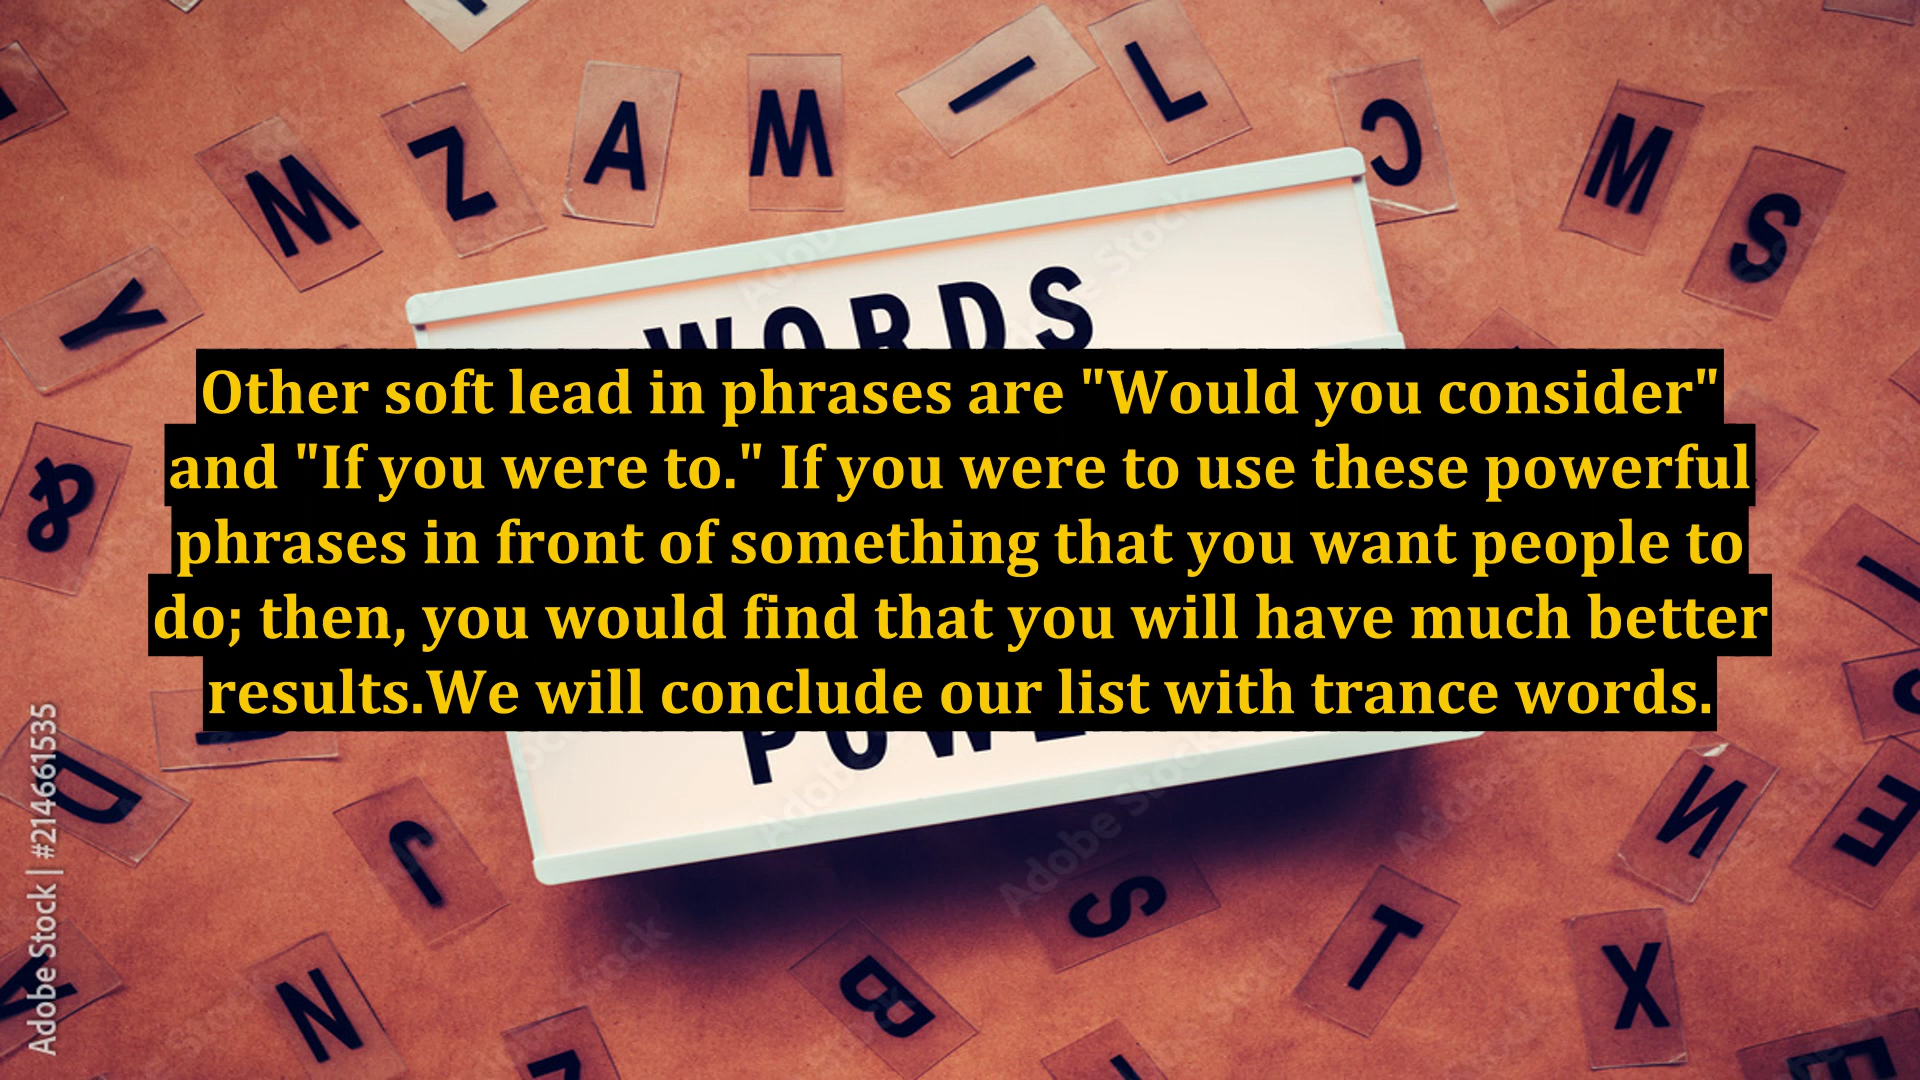 WORDS
Other soft lead in phrases are "Would you consider"
and "If you were to." If you were to use these powerful
phrases in front of something that you want people to
do; then, you would find that you will have much better
results.We will conclude our list with trance words.
POWE
M
Z
A
M
I
L
C
M
S
Y
&
D
J
N
B
S
T
X
N
E
Adobe Stock | #214661535